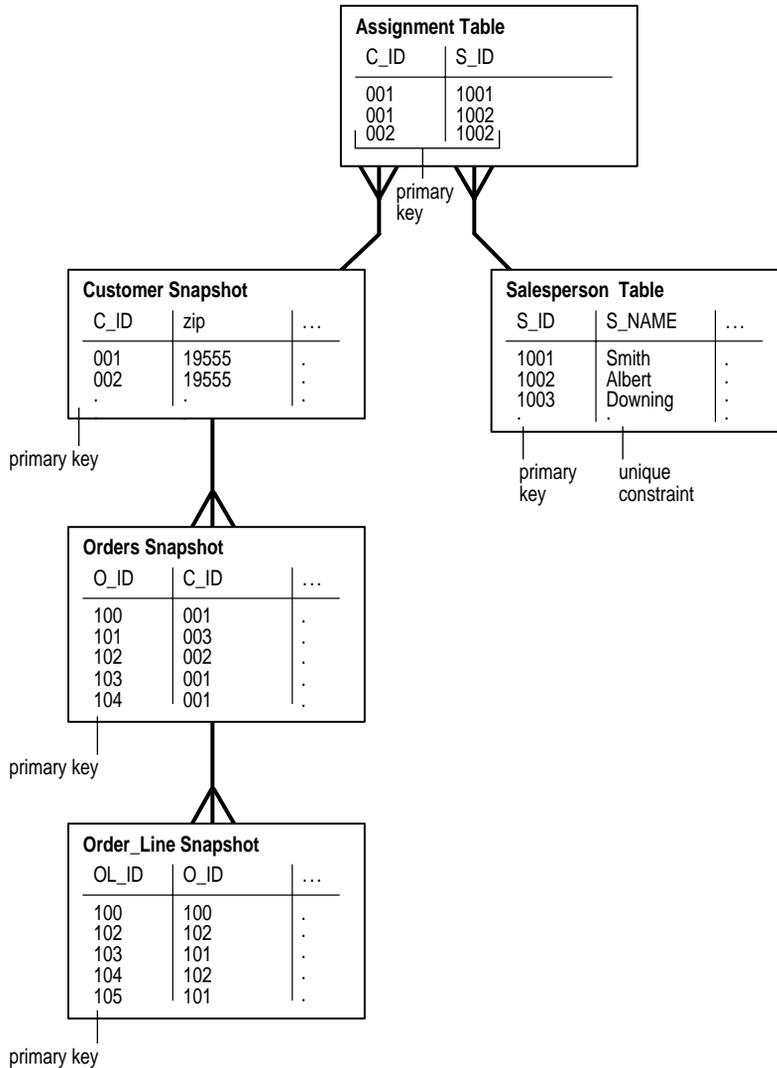 Assignment Table
C_ID S_ID
001 1001
001 1002
002 1002
primary
key
Customer Snapshot
C_ID zip ...
001 19555 .
002 19555 .
. . .
primary key
Salesperson Table
S_ID S_NAME ...
1001 Smith .
1002 Albert .
1003 Downing .
. . .
primary
key
unique
constraint
Orders Snapshot
O_ID C_ID ...
100 001 .
101 003 .
102 002 .
103 001 .
104 001 .
primary key
Order_Line Snapshot
OL_ID O_ID ...
100 100 .
102 102 .
103 101 .
104 102 .
105 101 .
primary key